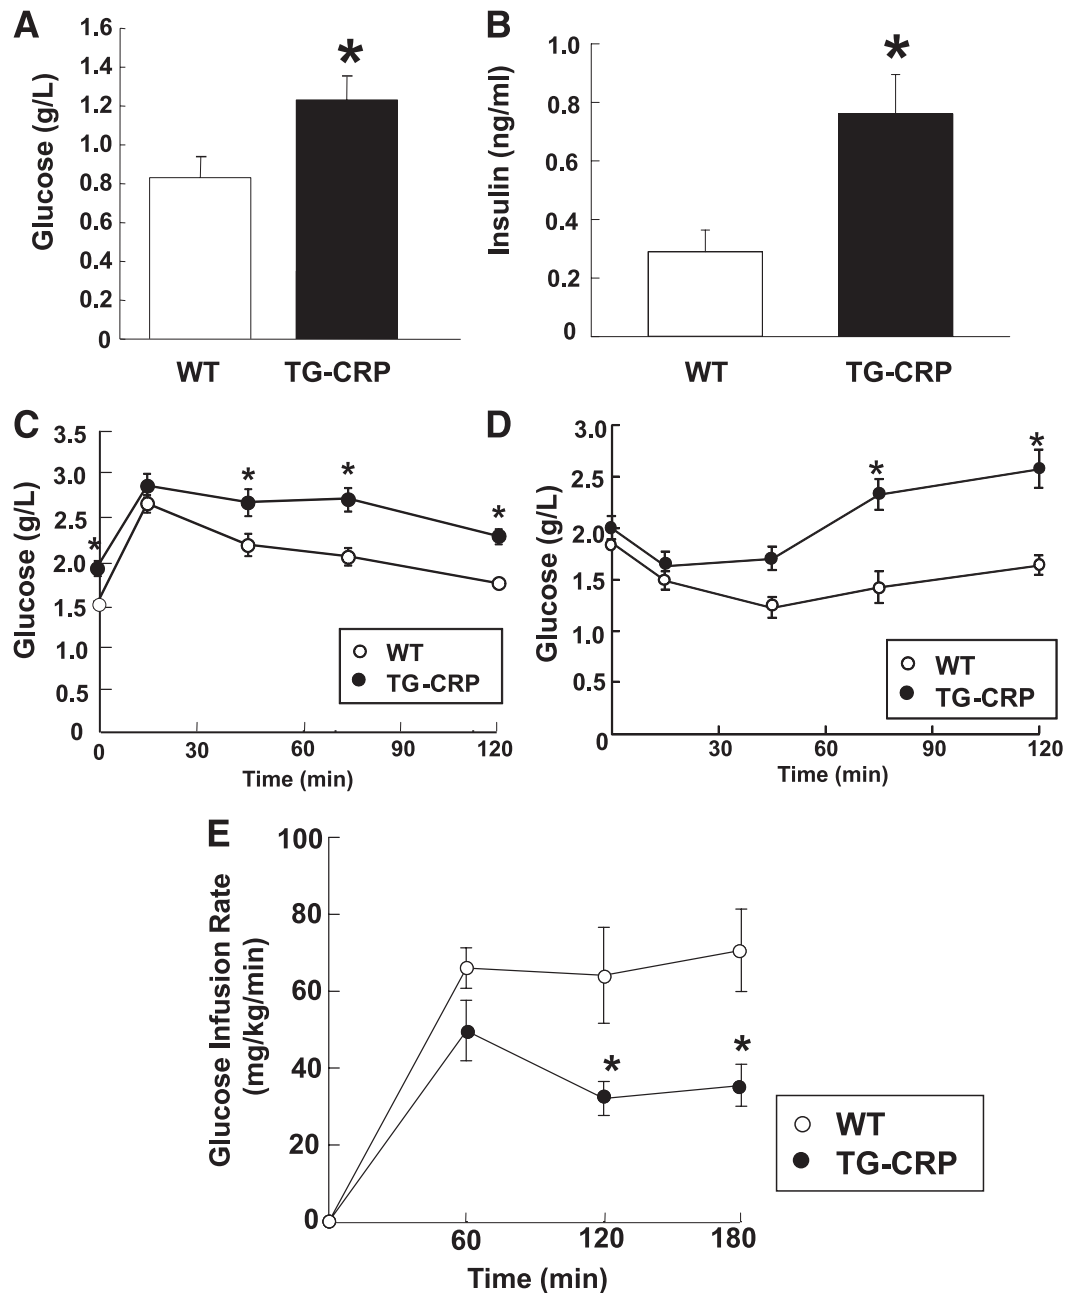 A
1.6
1.4
1.2
1.0
0.8
0.6
0.4
0.2
0
Glucose (g/L)
*
WT TG-CRP
B
1.0
0.8
0.6
0.4
0.2
0
Insulin (ng/ml)
*
WT TG-CRP
C
3.5
3.0
2.5
2.0
1.5
1.0
0.5
0
Glucose (g/L)
* * * *
WT
TG-CRP
0 30 60 90 120
Time (min)
D
3.0
2.5
2.0
1.5
1.0
0.5
0
Glucose (g/L)
* *
WT
TG-CRP
30 60 90 120
Time (min)
E
100
80
60
40
20
0
Glucose Infusion Rate
(mg/kg/min)
* *
WT
TG-CRP
60 120 180
Time (min)